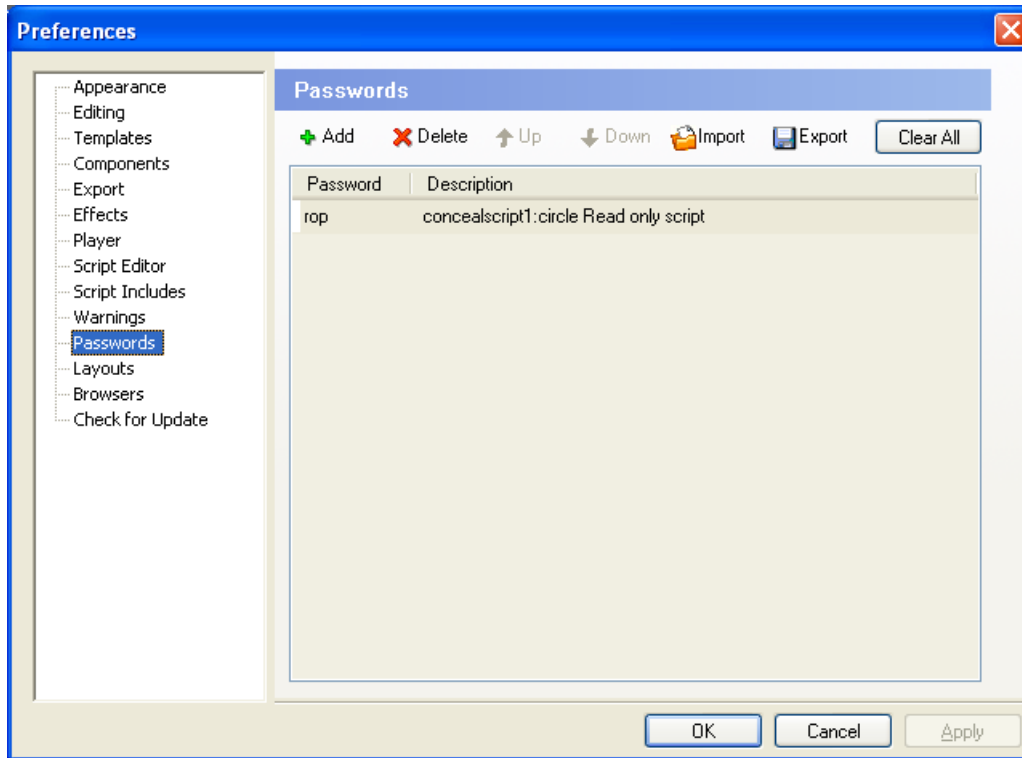 Preferences
Appearance
Editing
Templates
Components
Export
Effects
Player
Script Editor
Script Includes
Warnings
Passwords
Layouts
Browsers
Check for Update
Passwords
Add Delete Up Down Import Export Clear All
Password Description
rop concealscript1:circle Read only script
OK Cancel Apply